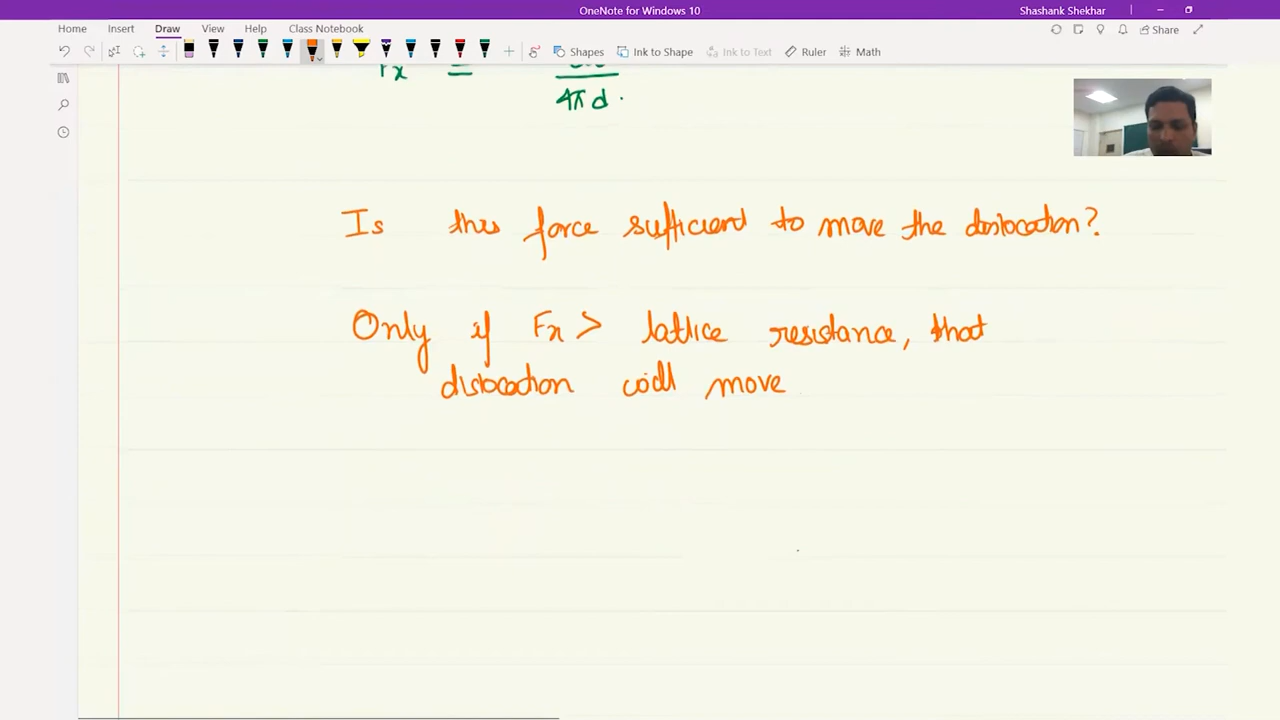 OneNote for Windows 10
Shashank Shekhar
Home Insert Draw View Help Class Notebook
Share
Shapes Ink to Shape Ink to Text Ruler Math
Fx =
4π d
Is this force sufficient to move the dislocation?
Only if Fx > lattice resistance, that
dislocation will move